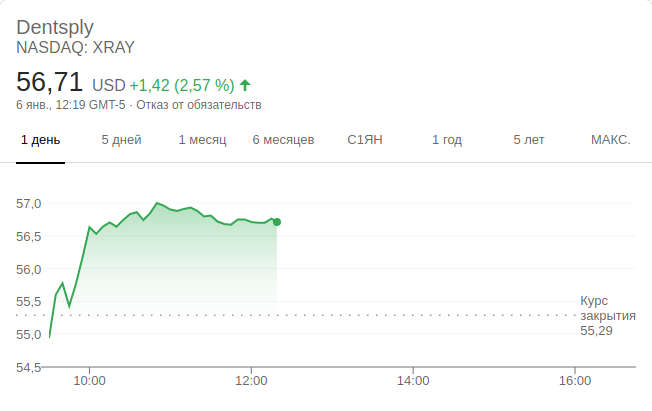 Dentsply
NASDAQ: XRAY
56,71 USD +1,42 (2,57 %)
6 янв., 12:19 GMT-5 · Отказ от обязательств
1 день 5 дней 1 месяц 6 месяцев С1ЯН 1 год 5 лет МАКС.
57,0
56,5
56,0
55,5
55,0
54,5
Курс
закрытия
55,29
10:00 12:00 14:00 16:00